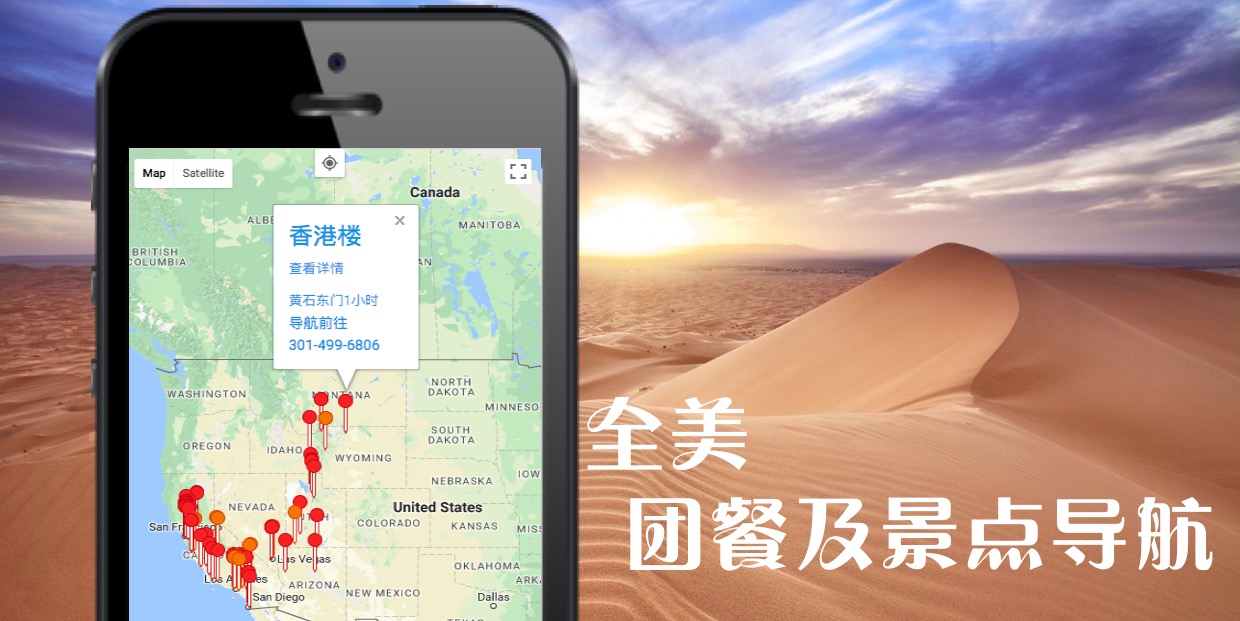 Map
Satellite
Canada
MANITOBA
BRITISH
COLUMBIA
香港楼
查看详情
黄石东门1小时
导航前往
301-499-6806
WASHINGTON
MONTANA
NORTH
DAKOTA
MINNESO
OREGON
IDAHO
SOUTH
DAKOTA
WYOMING
NEBRASKA
IOW
NEVADA
United States
San Francisco
COLORADO
KANSAS
MISS
Las Vegas
Los Angeles
ARIZONA
OKLAHOMA
ARK
NEW MEXICO
San Diego
Dallas
全美
团餐及景点导航